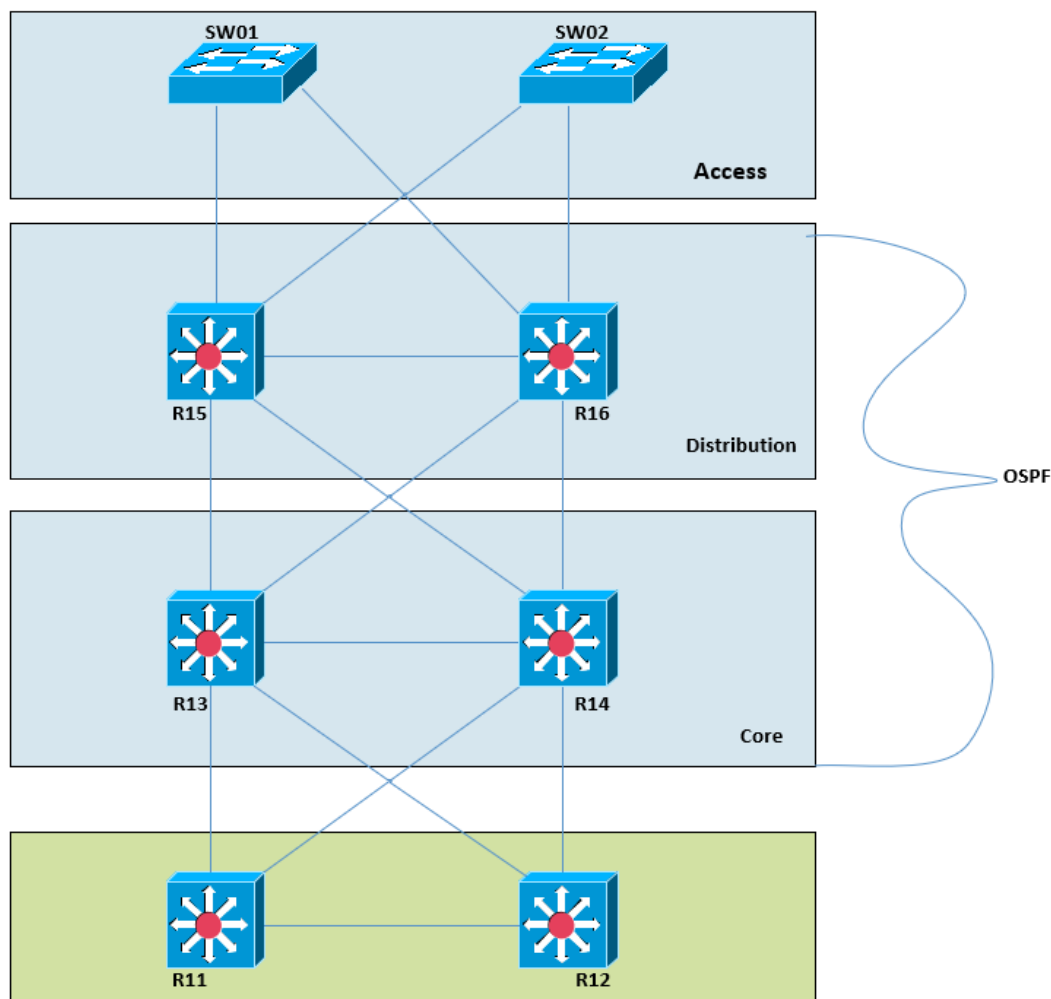 SW01
SW02
Access
R15
R16
Distribution
OSPF
R13
R14
Core
R11
R12